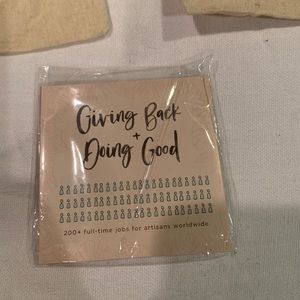 Giving Back
+
Doing Good
200+ full-time jobs for artisans worldwide.